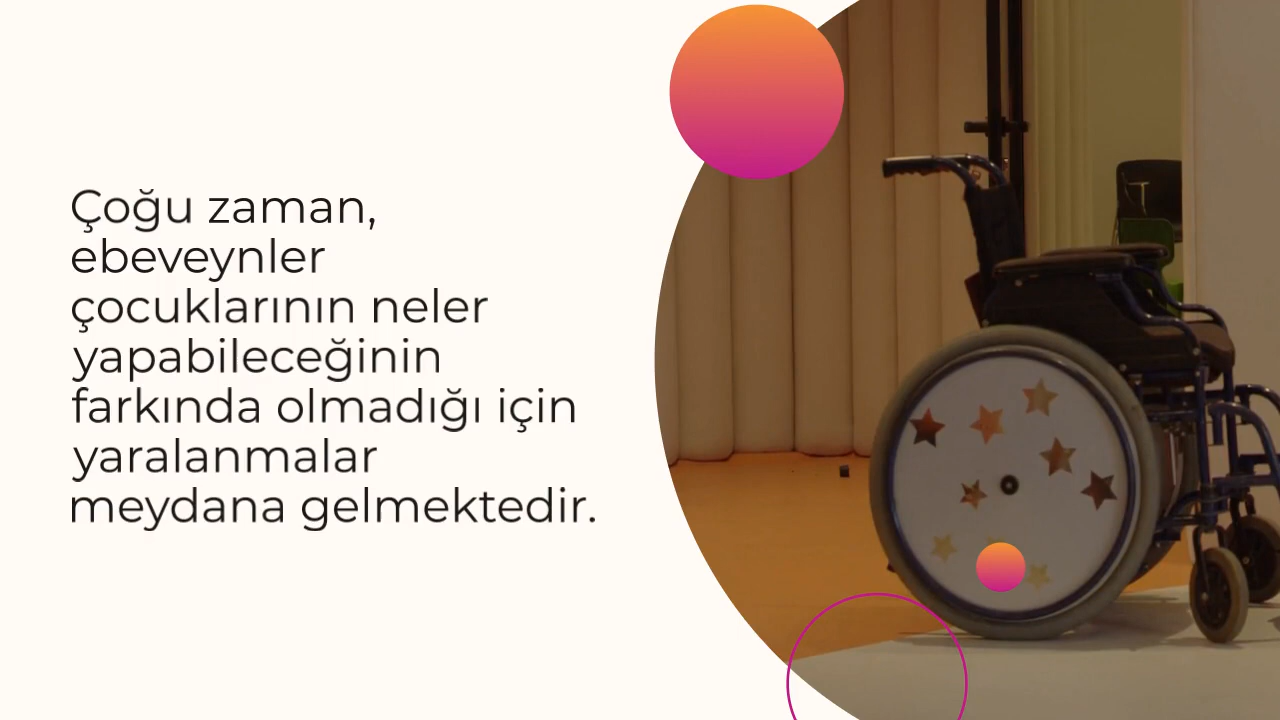 Çoğu zaman,
ebeveynler
çocuklarının neler
yapabileceğinin
farkında olmadığı için
yaralanmalar
meydana gelmektedir.